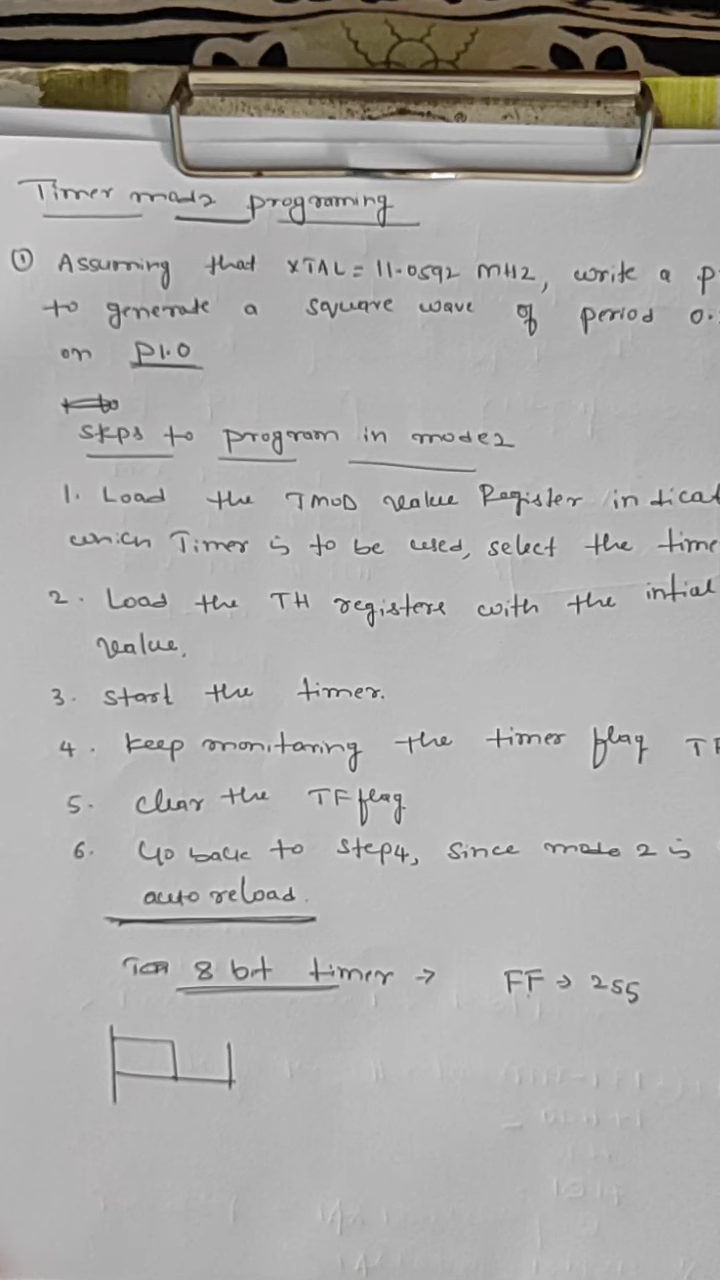 Timer mod2 programing
① Assuming that XTAL = 11.0592 MHZ, write a p
to generate a square wave of period 0.
on P1.0
steps to program in mode2
1. Load the TMOD value Register indicat
which Timer is to be used, select the time
2. Load the TH registers with the intial
value.
3. start the timer.
4. keep monitaring the timer flag TF
5. clear the TF flag
6. Go back to step4, since mode 2 is
auto reload.
8 bit timer → FF → 255